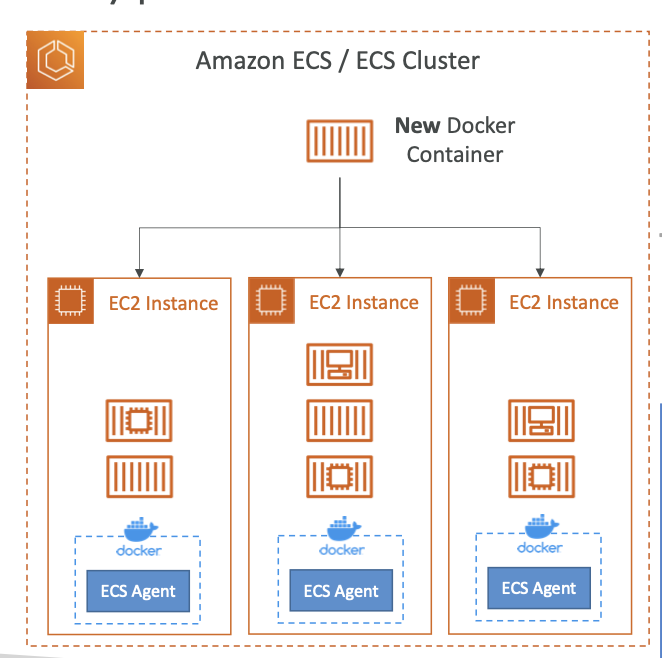 Amazon ECS / ECS Cluster
New Docker
Container
EC2 Instance
EC2 Instance
EC2 Instance
docker
docker
docker
ECS Agent
ECS Agent
ECS Agent